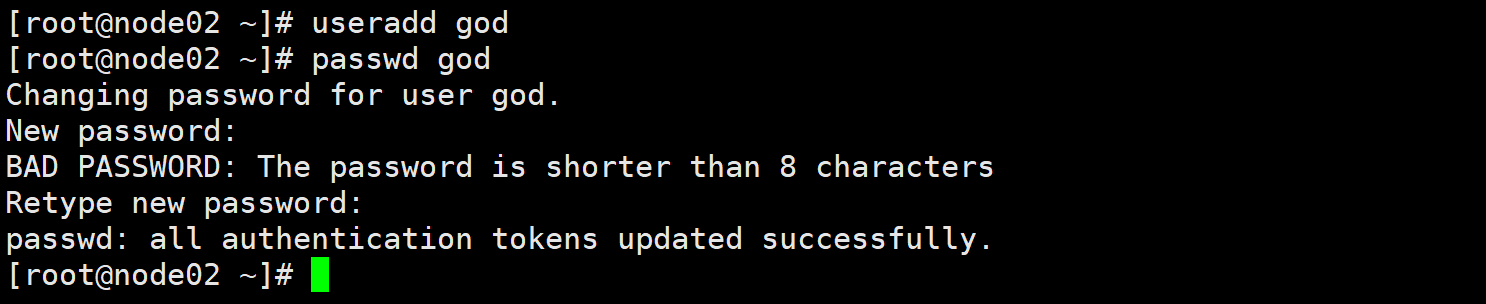 [root@node02 ~]# useradd god
[root@node02 ~]# passwd god
Changing password for user god.
New password:
BAD PASSWORD: The password is shorter than 8 characters
Retype new password:
passwd: all authentication tokens updated successfully.
[root@node02 ~]#